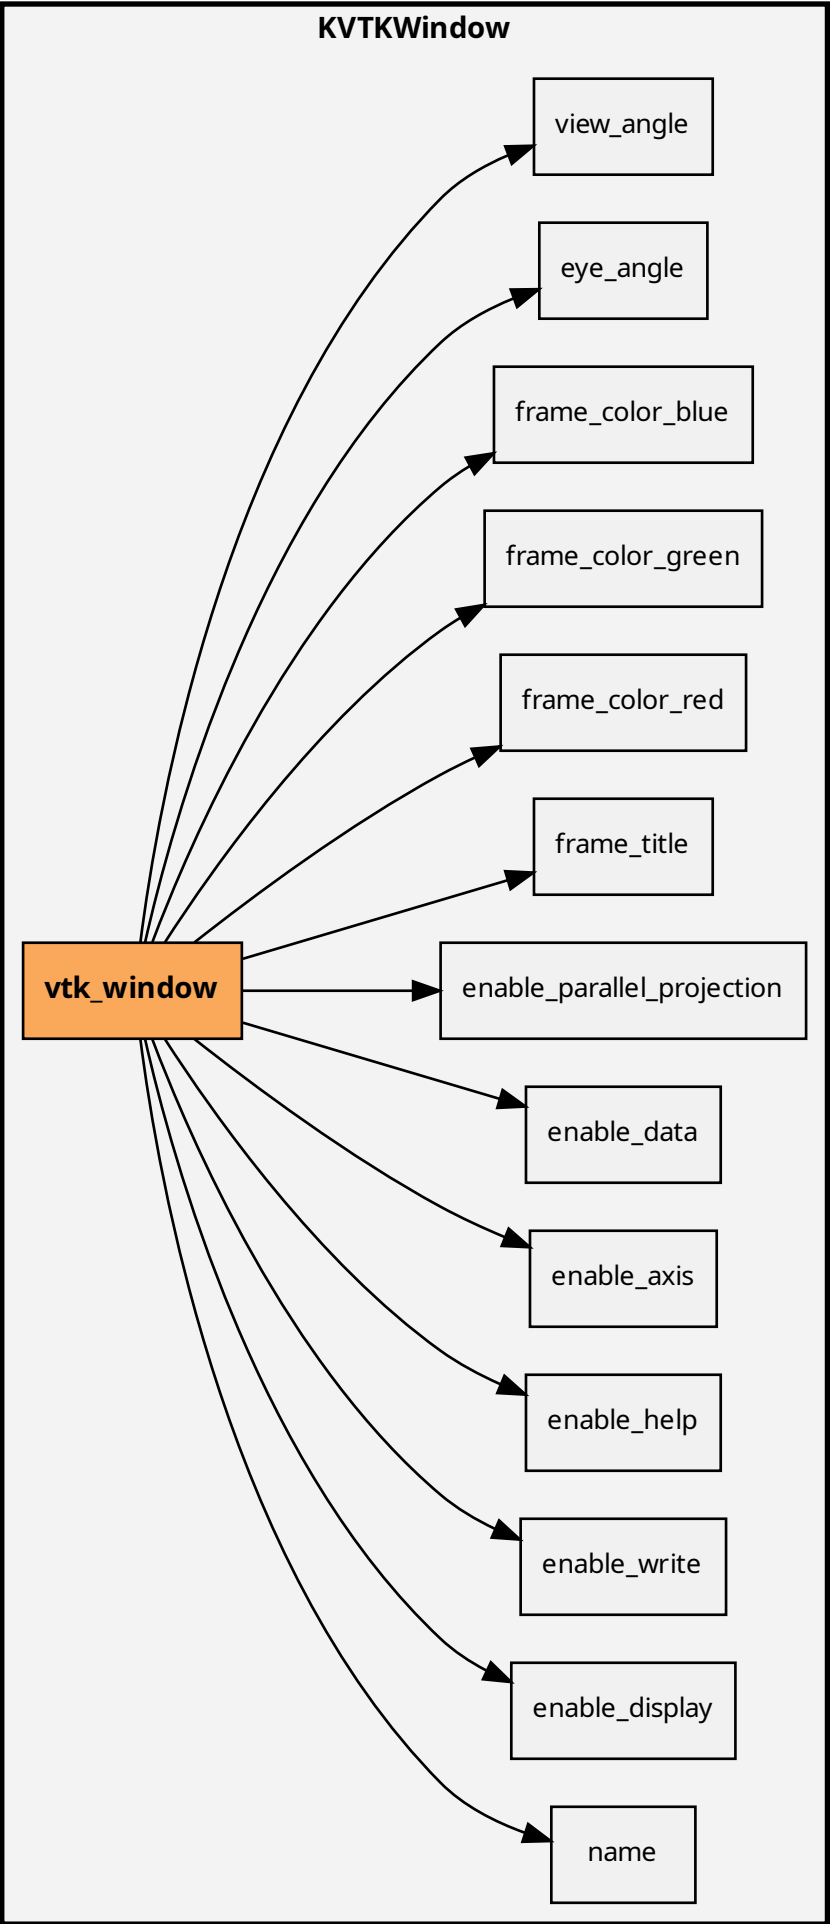 KVTKWindow
view_angle
eye_angle
frame_color_blue
frame_color_green
frame_color_red
frame_title
vtk_window
enable_parallel_projection
enable_data
enable_axis
enable_help
enable_write
enable_display
name